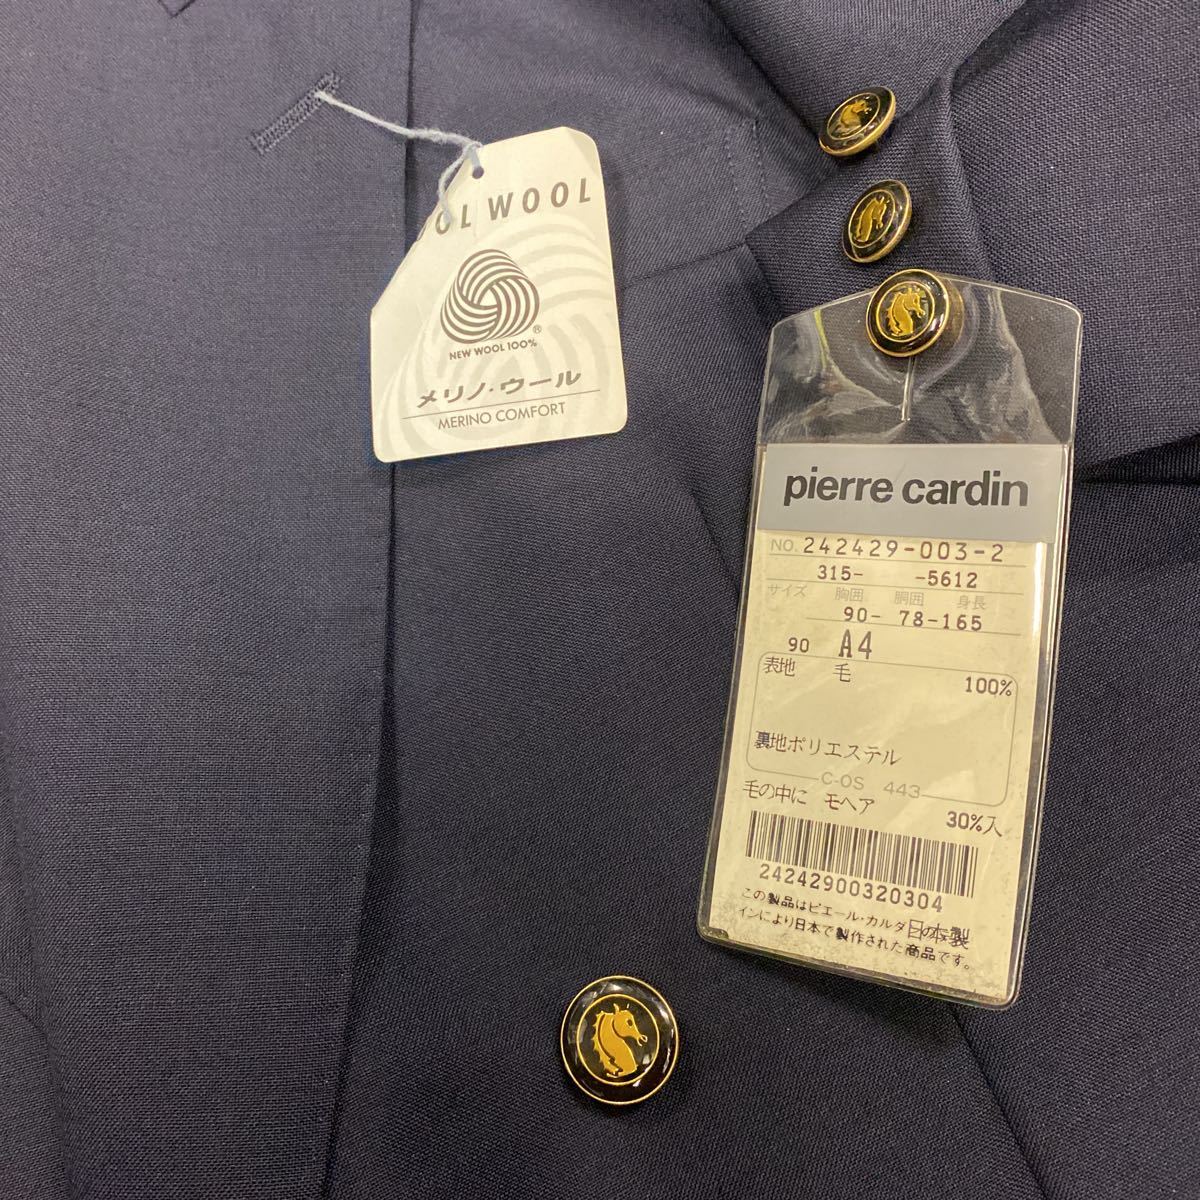 OL WOOL
NEW WOOL 100%
®
メリノ・ウール
MERINO COMFORT
pierre cardin
NO. 242429-003-2
315-    -5612
サイズ 胸囲 胴囲 身長
90- 78-165
90 A4
表地 毛 100%
裏地ポリエステル
C-OS 443
毛の中に モヘア 30%入
24242900320304
この製品はピエール・カルダ
インにより日本で製作された商品です。